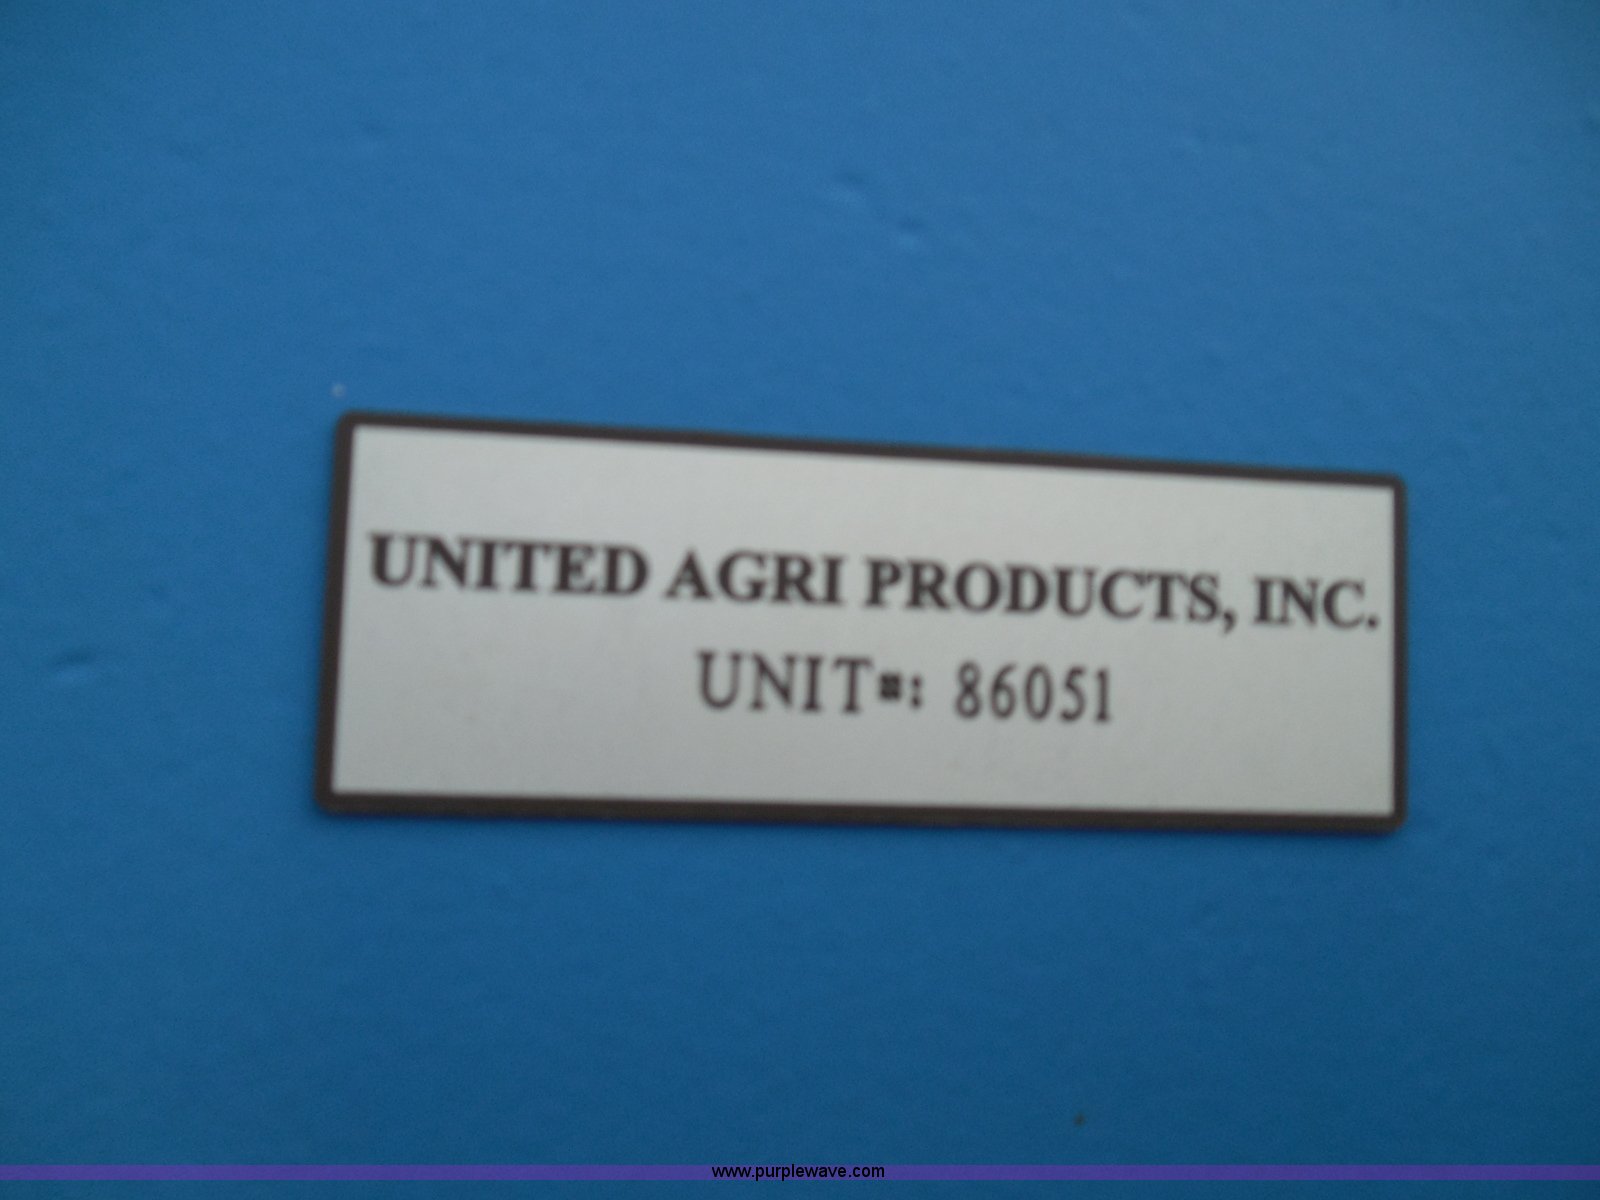 UNITED AGRI PRODUCTS, INC.
UNIT#: 86051
www.purplewave.com